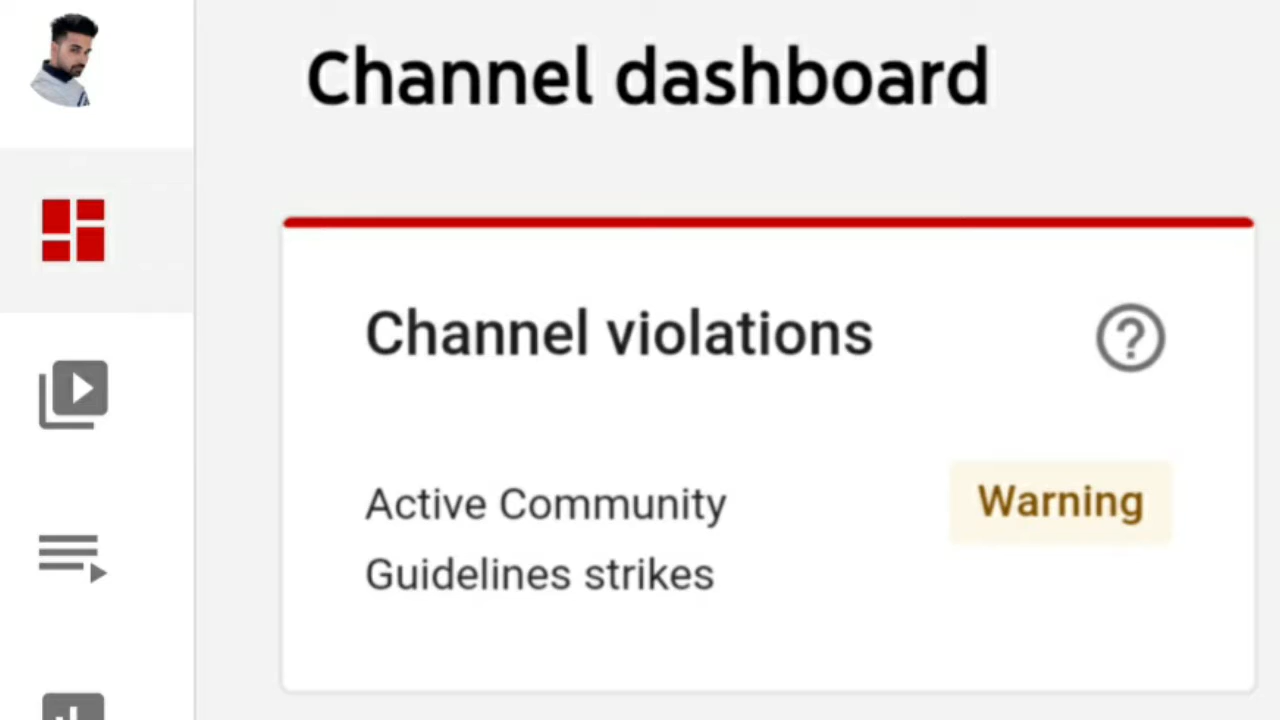 Channel dashboard
Channel violations
Active Community
Warning
Guidelines strikes